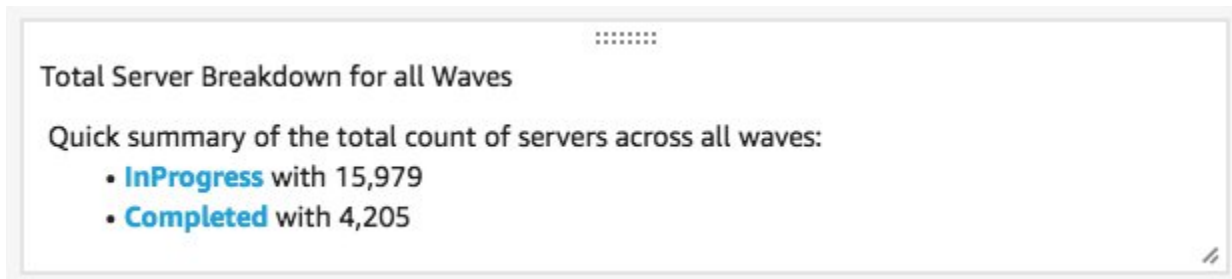 Total Server Breakdown for all Waves
Quick summary of the total count of servers across all waves:
• InProgress with 15,979
• Completed with 4,205